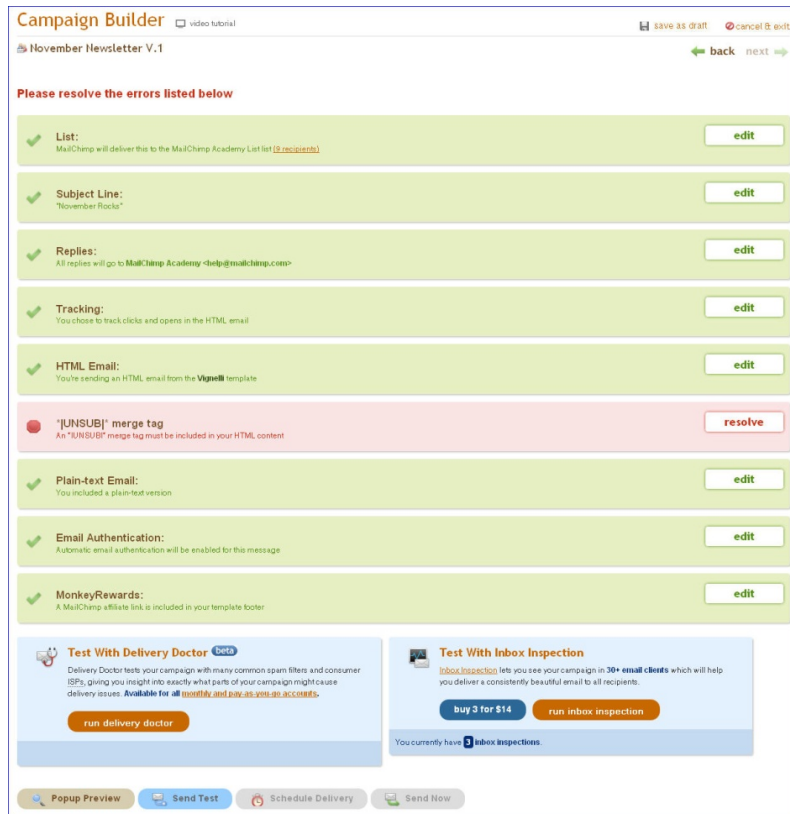 Campaign Builder video tutorial
save as draft cancel & exit
November Newsletter V.1
back next
Please resolve the errors listed below
List:
MailChimp will deliver this to the MailChimp Academy List list (9 recipients)
edit
Subject Line:
"November Rocks"
edit
Replies:
All replies will go to MailChimp Academy <help@mailchimp.com>
edit
Tracking:
You chose to track clicks and opens in the HTML email
edit
HTML Email:
You're sending an HTML email from the Vignelli template
edit
*|UNSUB|* merge tag
An *|UNSUB|* merge tag must be included in your HTML content
resolve
Plain-text Email:
You included a plain-text version
edit
Email Authentication:
Automatic email authentication will be enabled for this message
edit
MonkeyRewards:
A MailChimp affiliate link is included in your template footer
edit
Test With Delivery Doctor beta
Delivery Doctor tests your campaign with many common spam filters and consumer
ISPs, giving you insight into exactly what parts of your campaign might cause
delivery issues. Available for all monthly and pay-as-you-go accounts.
run delivery doctor
Test With Inbox Inspection
Inbox Inspection lets you see your campaign in 30+ email clients which will help
you deliver a consistently beautiful email to all recipients.
buy 3 for $14 run inbox inspection
You currently have 3 inbox inspections.
Popup Preview Send Test Schedule Delivery Send Now